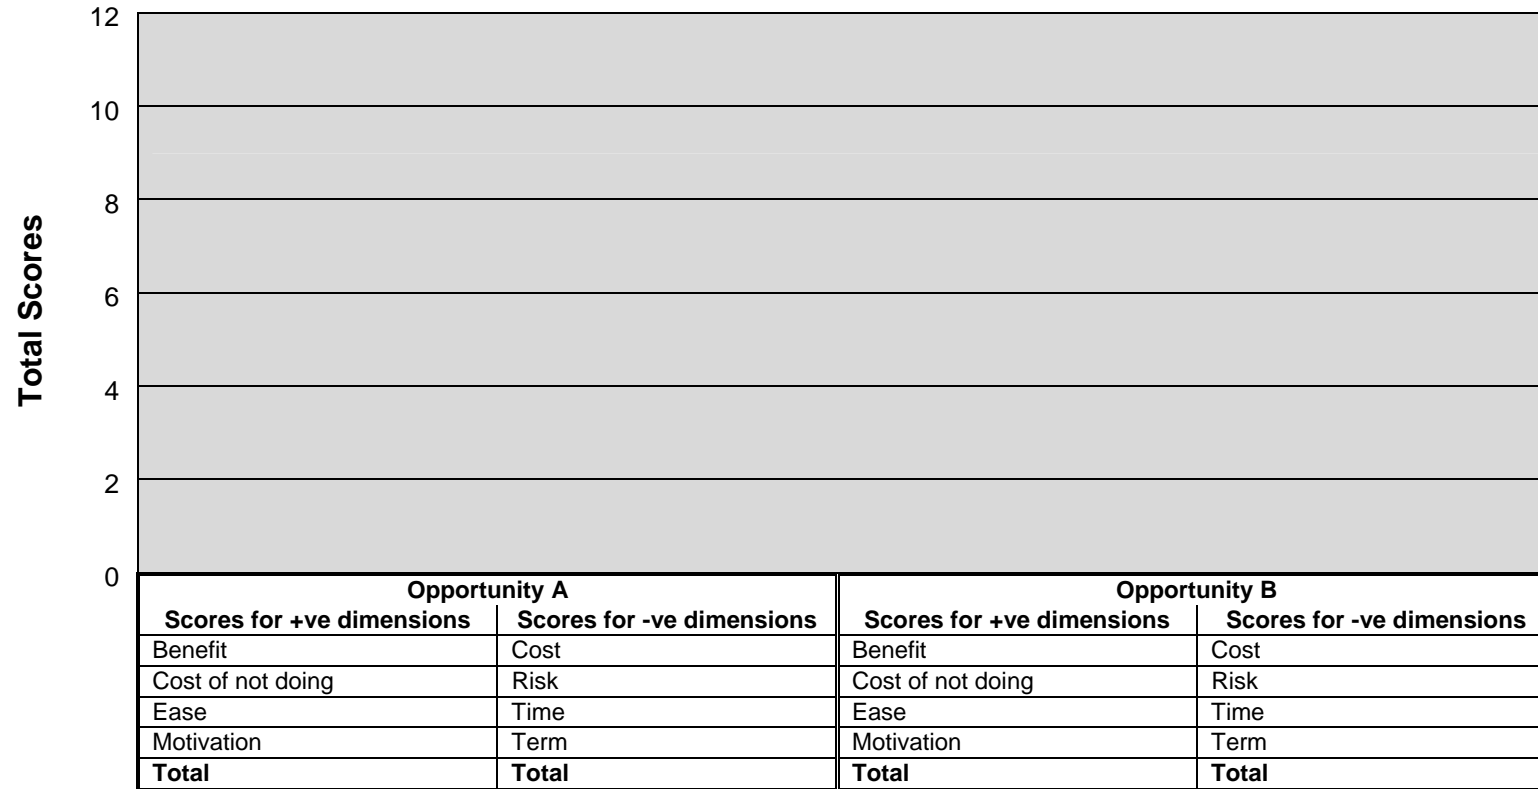 12
10
8
6
4
2
0
Total Scores
Opportunity A Opportunity B
Scores for +ve dimensions Scores for -ve dimensions Scores for +ve dimensions Scores for -ve dimensions
Benefit Cost Benefit Cost
Cost of not doing Risk Cost of not doing Risk
Ease Time Ease Time
Motivation Term Motivation Term
Total Total Total Total